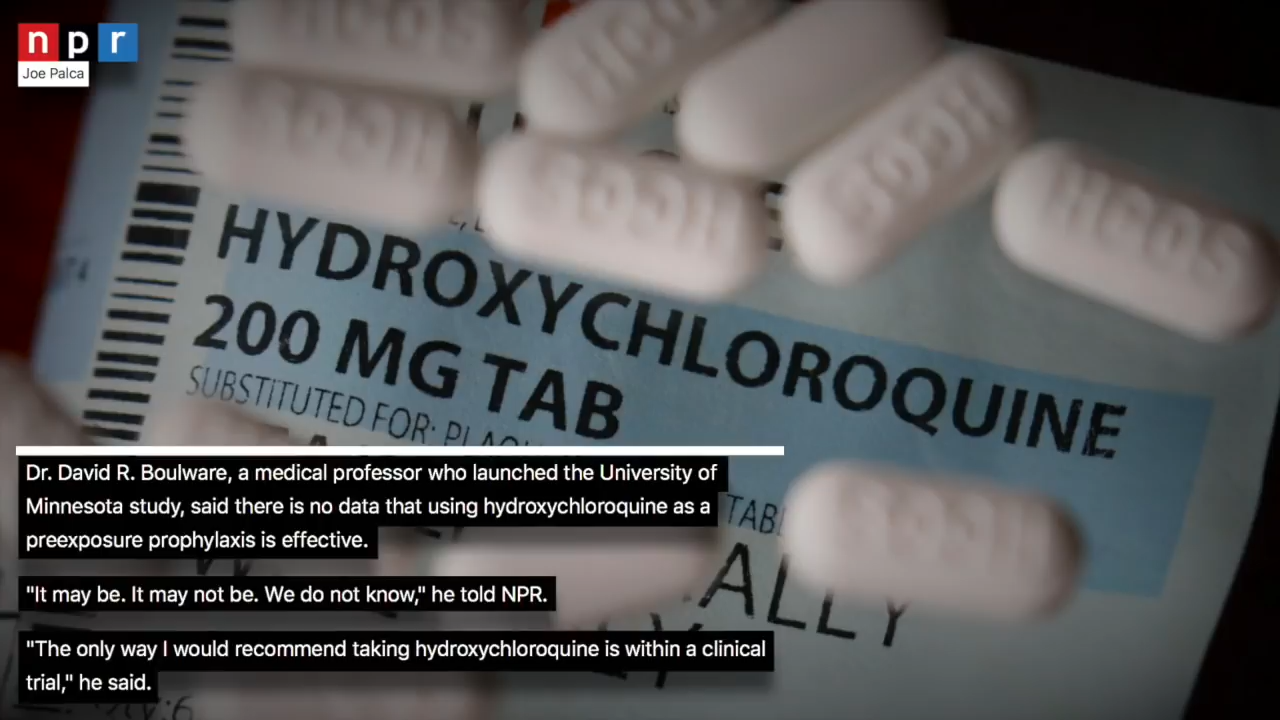 npr
Joe Palca
HYDROXYCHLOROQUINE
200 MG TAB
SUBSTITUTED FOR:
Dr. David R. Boulware, a medical professor who launched the University of
Minnesota study, said there is no data that using hydroxychloroquine as a
preexposure prophylaxis is effective.
"It may be. It may not be. We do not know," he told NPR.
"The only way I would recommend taking hydroxychloroquine is within a clinical
trial," he said.